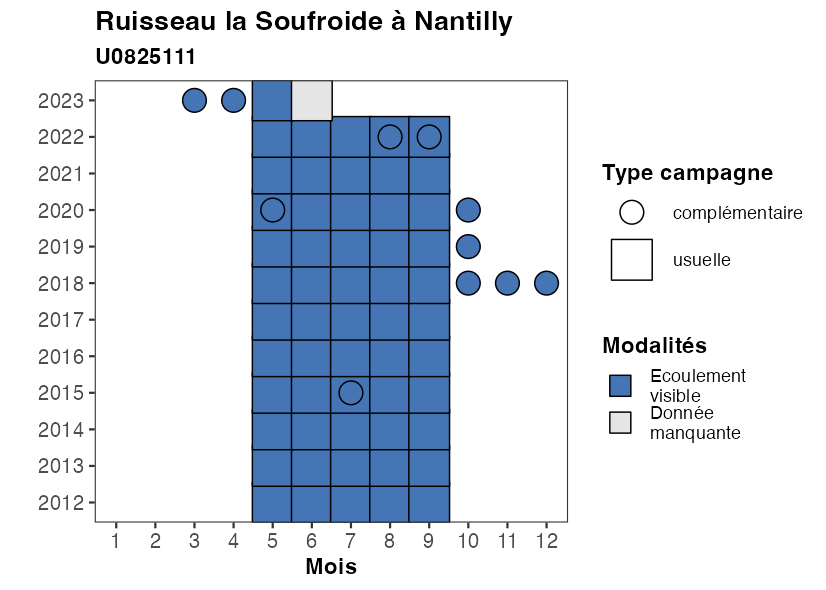 Ruisseau la Soufroide à Nantilly
U0825111
2023
2022
2021
2020
2019
2018
2017
2016
2015
2014
2013
2012
1 2 3 4 5 6 7 8 9 10 11 12
Mois
Type campagne
complémentaire
usuelle
Modalités
Ecoulement
visible
Donnée
manquante